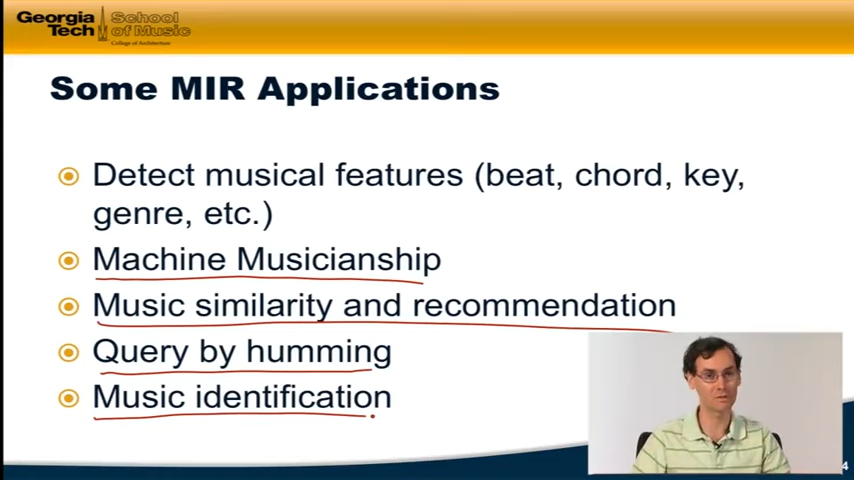 Georgia
Tech
School
of Music
College of Architecture
Some MIR Applications
Detect musical features (beat, chord, key,
genre, etc.)
Machine Musicianship
Music similarity and recommendation
Query by humming
Music identification
4